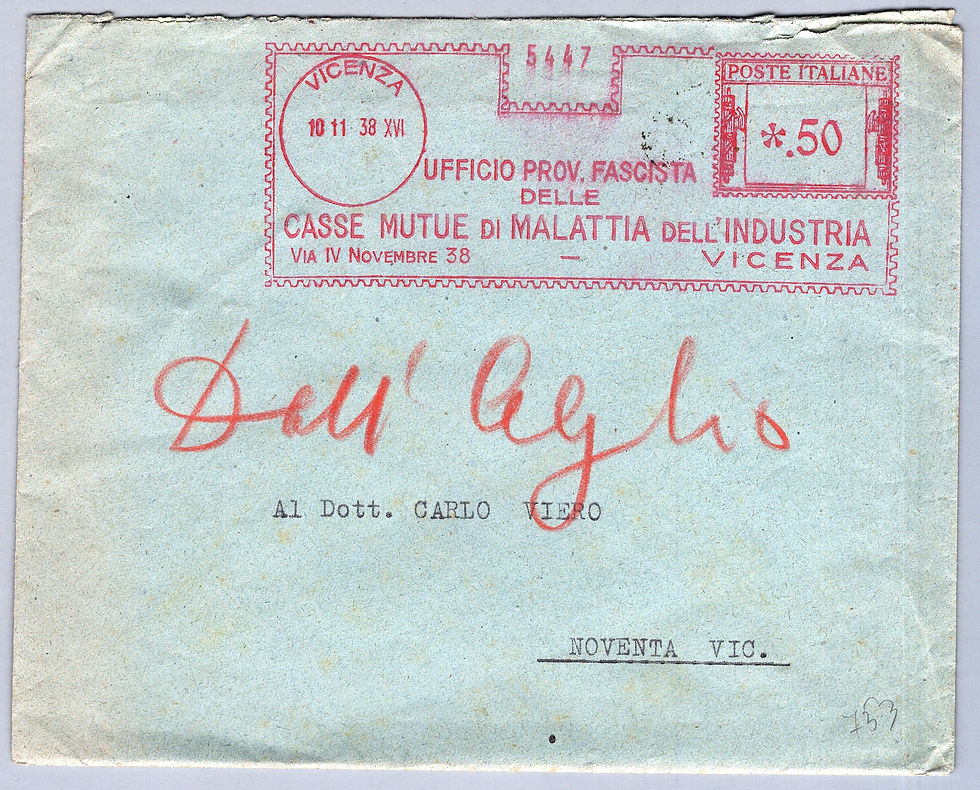 5447
POSTE ITALIANE
VICENZA
10 11 38 XVI
*.50
UFFICIO PROV. FASCISTA
DELLE
CASSE MUTUE DI MALATTIA DELL'INDUSTRIA
VIA IV NOVEMBRE 38 — VICENZA
Dall' Aglio
Al Dott. CARLO VIERO
NOVENTA VIC.
753